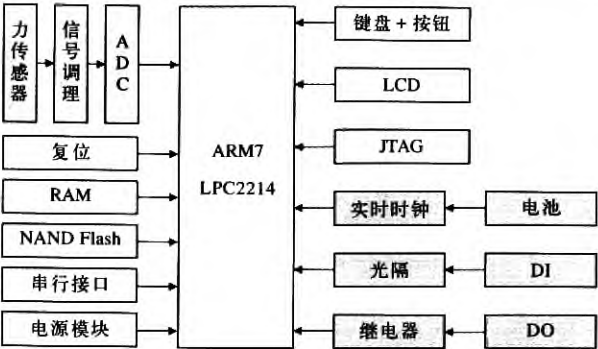 力传感器
信号调理
ADC
复位
RAM
NAND Flash
串行接口
电源模块
ARM7
LPC2214
键盘+按钮
LCD
JTAG
实时时钟
电池
光隔
DI
继电器
DO